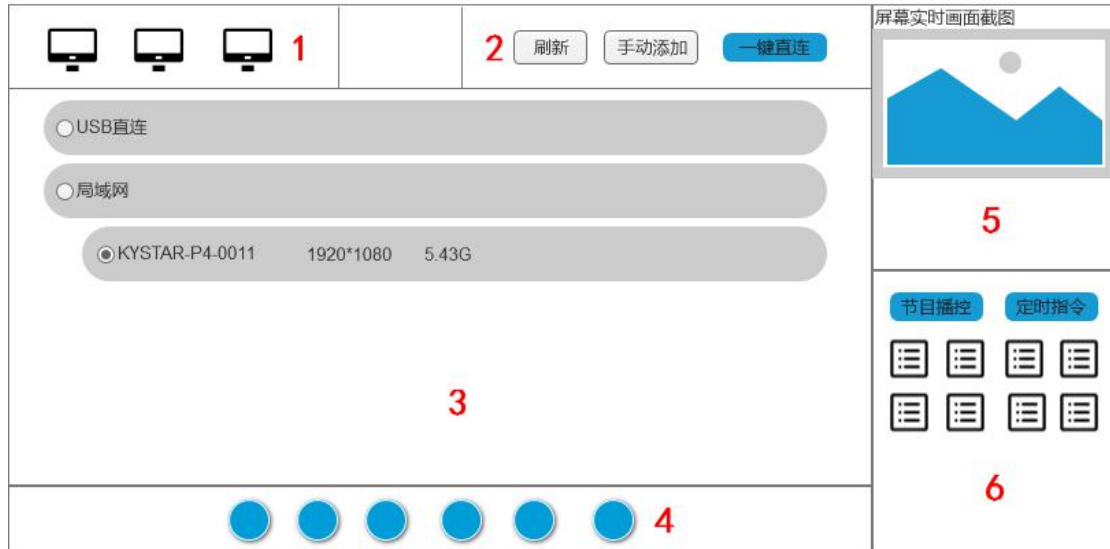 1
2
刷新
手动添加
一键直连
屏幕实时画面截图
USB直连
局域网
KYSTAR-P4-0011 1920*1080 5.43G
3
4
5
节目播控
定时指令
6